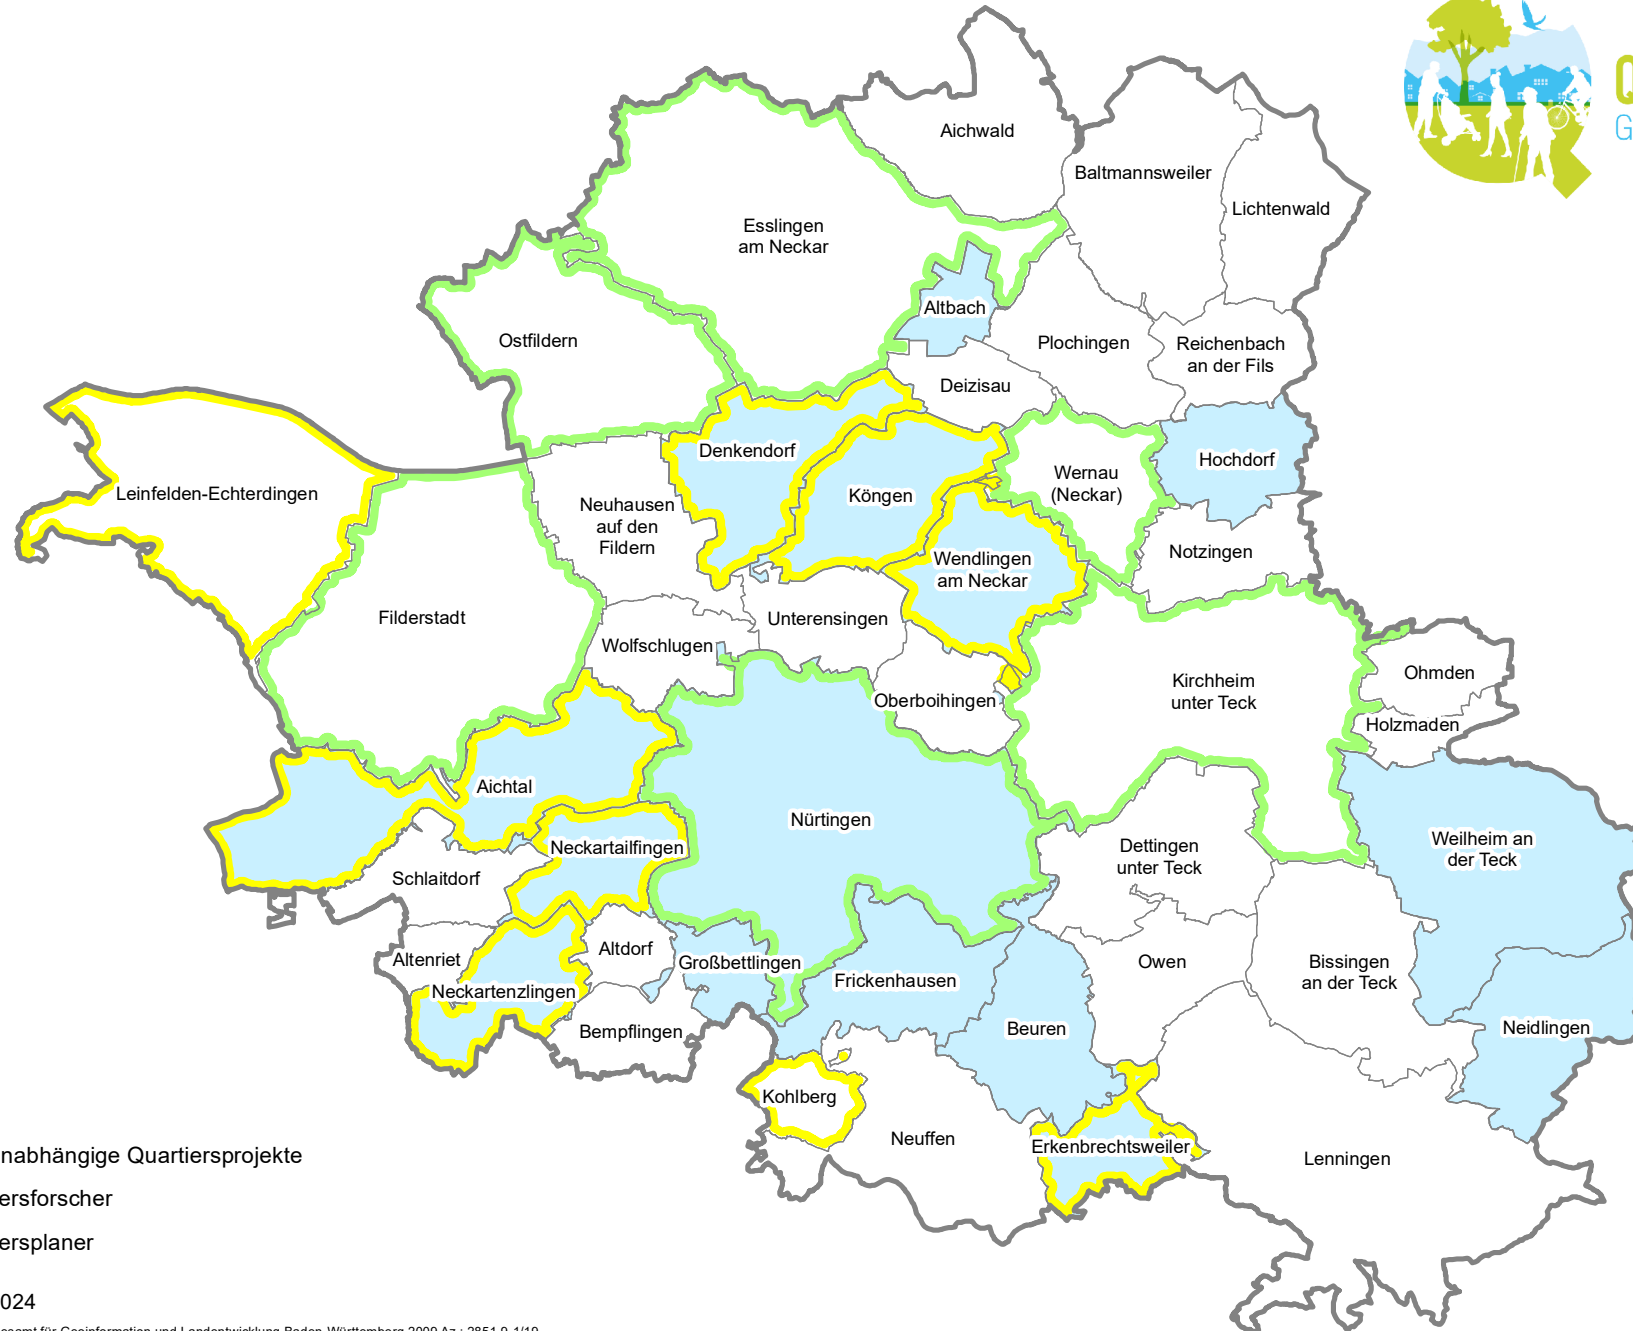 Q
G
Aichwald
Baltmannsweiler
Lichtenwald
Esslingen
am Neckar
Altbach
Ostfildern
Plochingen
Reichenbach
an der Fils
Deizisau
Denkendorf
Hochdorf
Leinfelden-Echterdingen
Köngen
Wernau
(Neckar)
Neuhausen
auf den
Fildern
Notzingen
Wendlingen
am Neckar
Filderstadt
Unterensingen
Wolfschlugen
Ohmden
Kirchheim
unter Teck
Oberboihingen
Holzmaden
Aichtal
Nürtingen
Neckartailfingen
Dettingen
unter Teck
Weilheim an
der Teck
Schlaitdorf
Altdorf
Altenriet
Großbettlingen
Owen
Bissingen
an der Teck
Frickenhausen
Neckartenzlingen
Bempflingen
Beuren
Neidlingen
Kohlberg
Neuffen
Erkenbrechtsweiler
Lenningen
nabhängige Quartiersprojekte
ersforscher
ersplaner
024